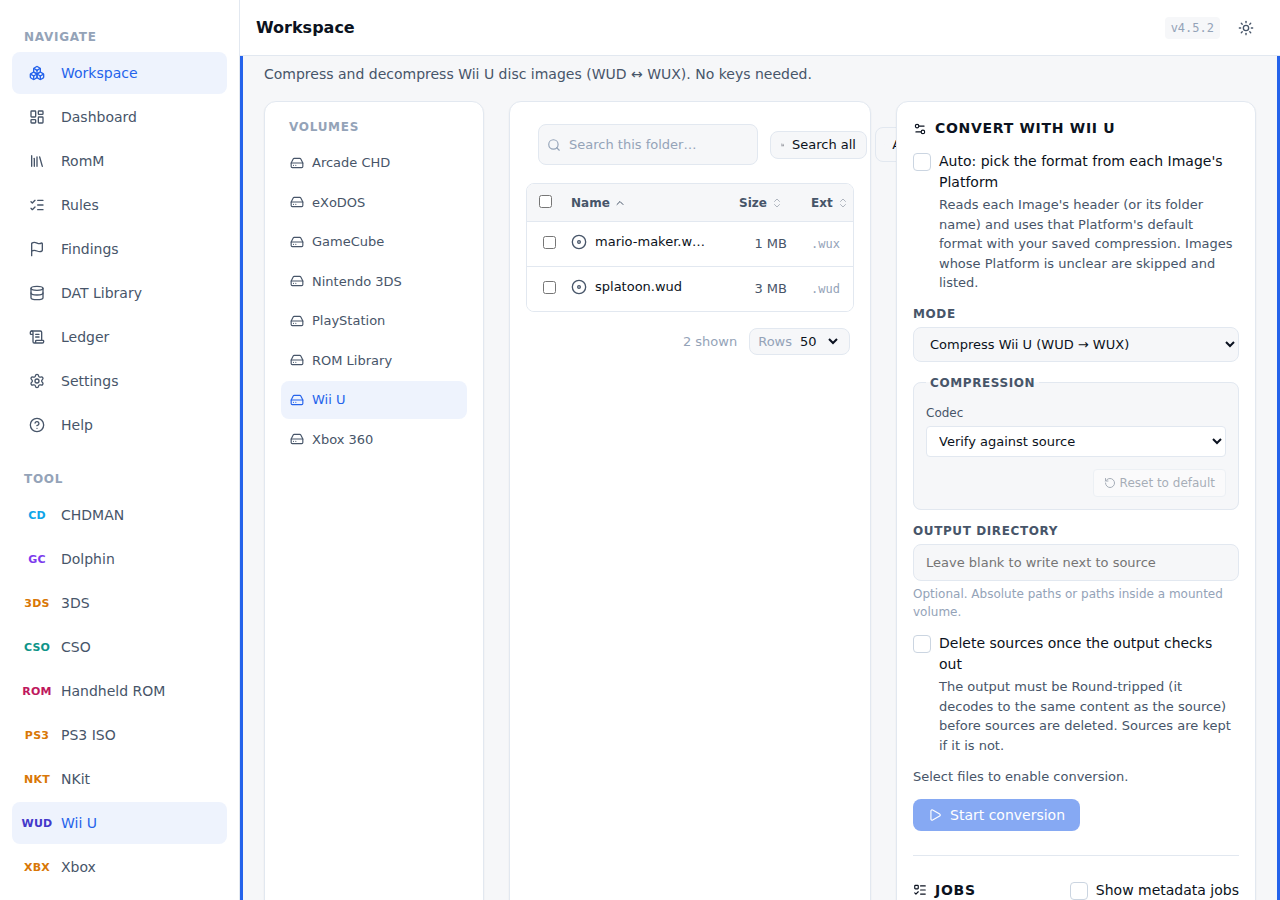 NAVIGATE
Workspace
Dashboard
RomM
Rules
Findings
DAT Library
Ledger
Settings
Help
TOOL
CD CHDMAN
GC Dolphin
3DS 3DS
CSO CSO
ROM Handheld ROM
PS3 PS3 ISO
NKT NKit
WUD Wii U
XBX Xbox
Workspace
v4.5.2
Compress and decompress Wii U disc images (WUD ↔ WUX). No keys needed.
VOLUMES
Arcade CHD
eXoDOS
GameCube
Nintendo 3DS
PlayStation
ROM Library
Wii U
Xbox 360
Search this folder…
Search all
Name Size Ext
mario-maker.w… 1 MB .wux
splatoon.wud 3 MB .wud
2 shown Rows 50
CONVERT WITH WII U
Auto: pick the format from each Image's
Platform
Reads each Image's header (or its folder
name) and uses that Platform's default
format with your saved compression. Images
whose Platform is unclear are skipped and
listed.
MODE
Compress Wii U (WUD → WUX)
COMPRESSION
Codec
Verify against source
Reset to default
OUTPUT DIRECTORY
Leave blank to write next to source
Optional. Absolute paths or paths inside a mounted
volume.
Delete sources once the output checks
out
The output must be Round-tripped (it
decodes to the same content as the source)
before sources are deleted. Sources are kept
if it is not.
Select files to enable conversion.
Start conversion
JOBS
Show metadata jobs